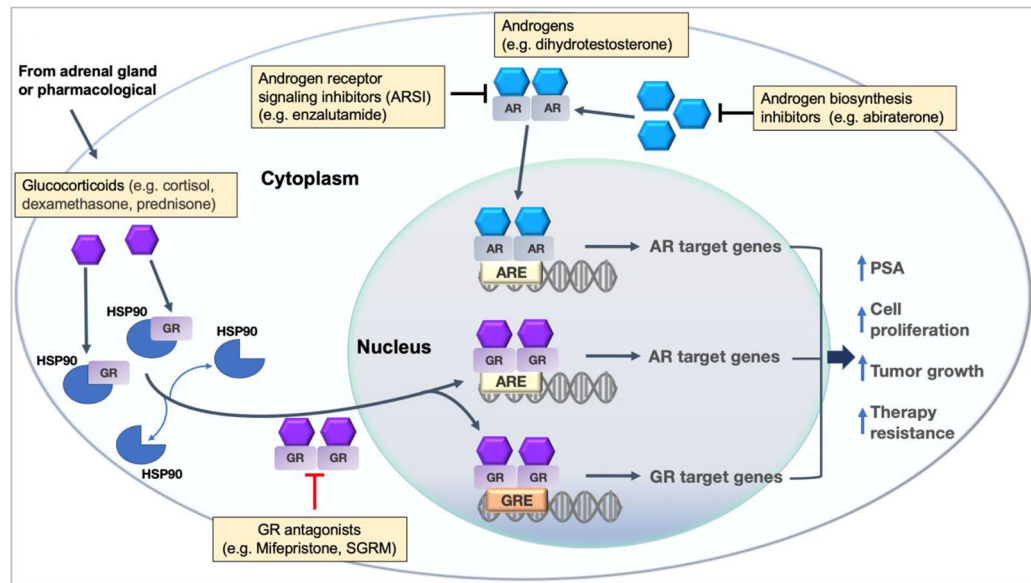 Androgens
(e.g. dihydrotestosterone)
From adrenal gland
or pharmacological
Androgen receptor
signaling inhibitors (ARSI)
(e.g. enzalutamide)
AR
AR
Androgen biosynthesis
inhibitors (e.g. abiraterone)
Cytoplasm
Glucocorticoids (e.g. cortisol,
dexamethasone, prednisone)
AR
AR
ARE
AR target genes
HSP90
GR
HSP90
HSP90
GR
HSP90
Nucleus
GR
GR
ARE
AR target genes
GR
GR
GR
GR
GRE
GR target genes
PSA
Cell
proliferation
Tumor growth
Therapy
resistance
GR antagonists
(e.g. Mifepristone, SGRM)